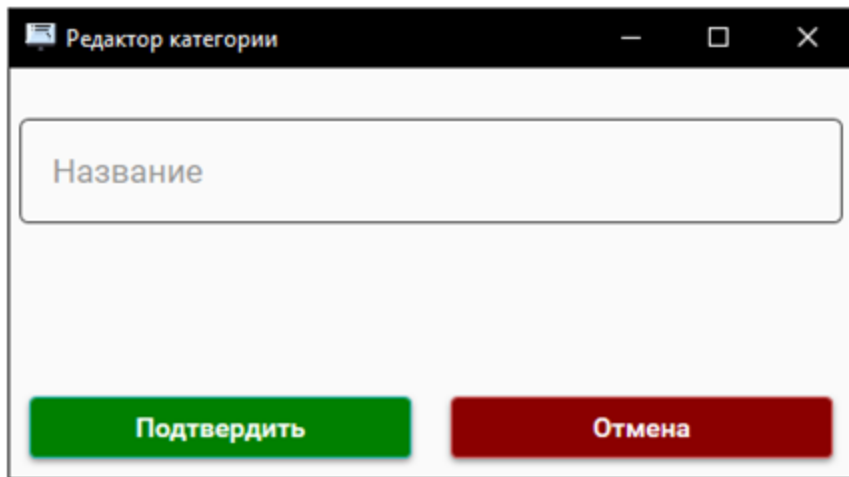 Редактор категории
Название
Подтвердить Отмена